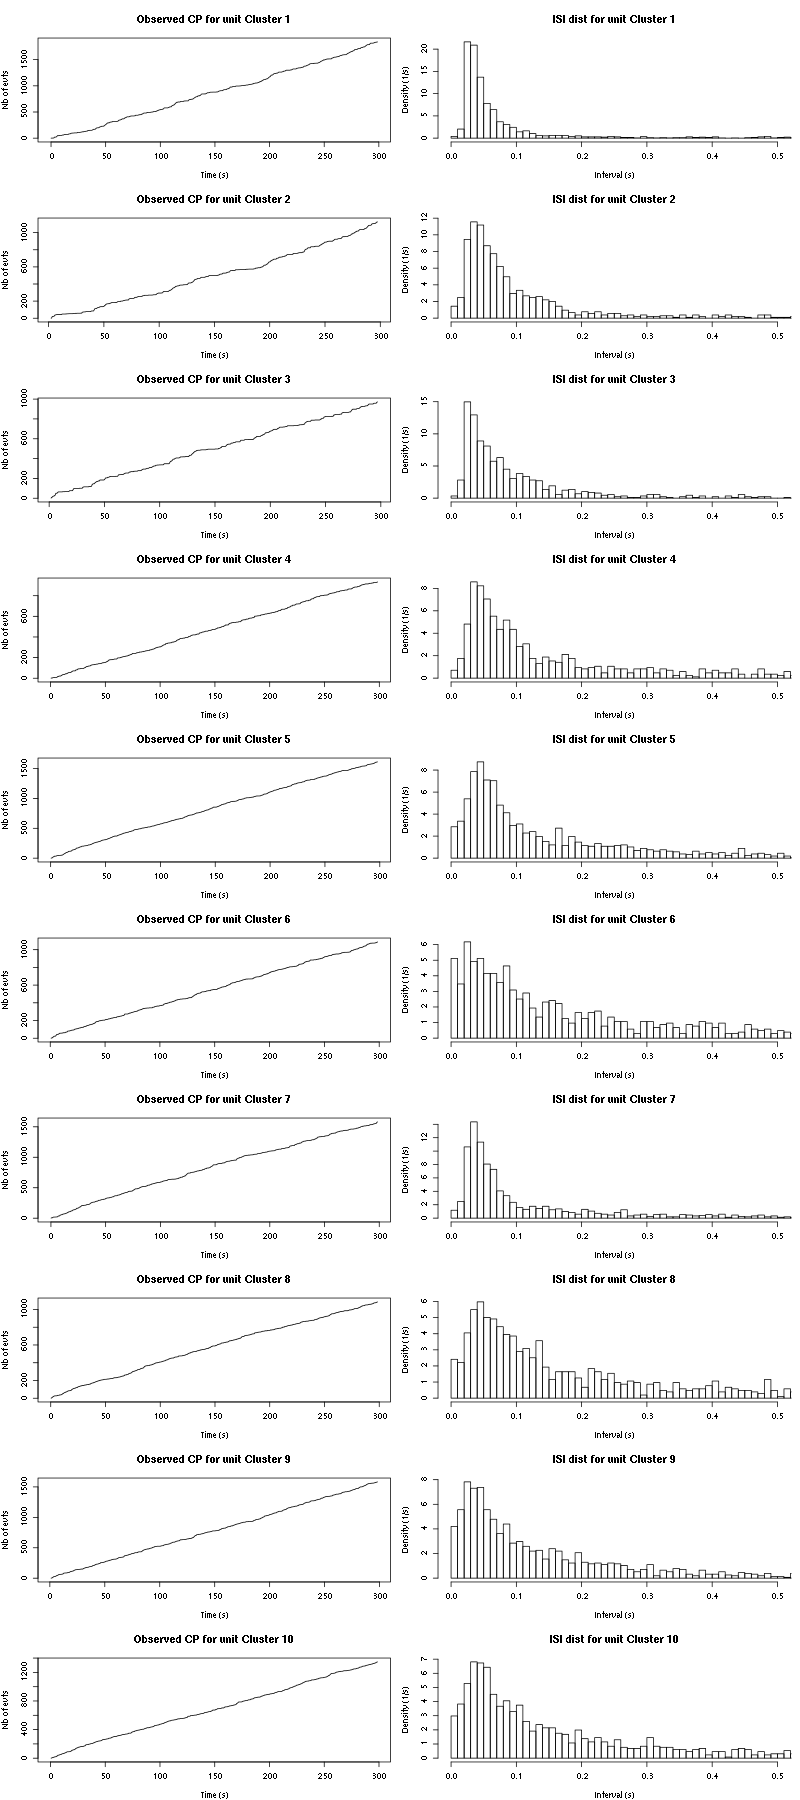 Observed CP for unit Cluster 1
ISI dist for unit Cluster 1
Nb of evts
0 500 1000 1500
0 50 100 150 200 250 300
Time (s)
Density (1/s)
0 5 10 15 20
0.0 0.1 0.2 0.3 0.4 0.5
Interval (s)
Observed CP for unit Cluster 2
ISI dist for unit Cluster 2
Nb of evts
0 200 600 1000
0 50 100 150 200 250 300
Time (s)
Density (1/s)
0 2 4 6 8 10 12
0.0 0.1 0.2 0.3 0.4 0.5
Interval (s)
Observed CP for unit Cluster 3
ISI dist for unit Cluster 3
Nb of evts
0 200 600 1000
0 50 100 150 200 250 300
Time (s)
Density (1/s)
0 5 10 15
0.0 0.1 0.2 0.3 0.4 0.5
Interval (s)
Observed CP for unit Cluster 4
ISI dist for unit Cluster 4
Nb of evts
0 200 600
0 50 100 150 200 250 300
Time (s)
Density (1/s)
0 2 4 6 8
0.0 0.1 0.2 0.3 0.4 0.5
Interval (s)
Observed CP for unit Cluster 5
ISI dist for unit Cluster 5
Nb of evts
0 500 1000 1500
0 50 100 150 200 250 300
Time (s)
Density (1/s)
0 2 4 6 8
0.0 0.1 0.2 0.3 0.4 0.5
Interval (s)
Observed CP for unit Cluster 6
ISI dist for unit Cluster 6
Nb of evts
0 200 600 1000
0 50 100 150 200 250 300
Time (s)
Density (1/s)
0 1 2 3 4 5 6
0.0 0.1 0.2 0.3 0.4 0.5
Interval (s)
Observed CP for unit Cluster 7
ISI dist for unit Cluster 7
Nb of evts
0 500 1000 1500
0 50 100 150 200 250 300
Time (s)
Density (1/s)
0 2 4 6 8 12
0.0 0.1 0.2 0.3 0.4 0.5
Interval (s)
Observed CP for unit Cluster 8
ISI dist for unit Cluster 8
Nb of evts
0 200 600 1000
0 50 100 150 200 250 300
Time (s)
Density (1/s)
0 1 2 3 4 5 6
0.0 0.1 0.2 0.3 0.4 0.5
Interval (s)
Observed CP for unit Cluster 9
ISI dist for unit Cluster 9
Nb of evts
0 500 1000 1500
0 50 100 150 200 250 300
Time (s)
Density (1/s)
0 2 4 6 8
0.0 0.1 0.2 0.3 0.4 0.5
Interval (s)
Observed CP for unit Cluster 10
ISI dist for unit Cluster 10
Nb of evts
0 400 800 1200
0 50 100 150 200 250 300
Time (s)
Density (1/s)
0 1 2 3 4 5 6 7
0.0 0.1 0.2 0.3 0.4 0.5
Interval (s)